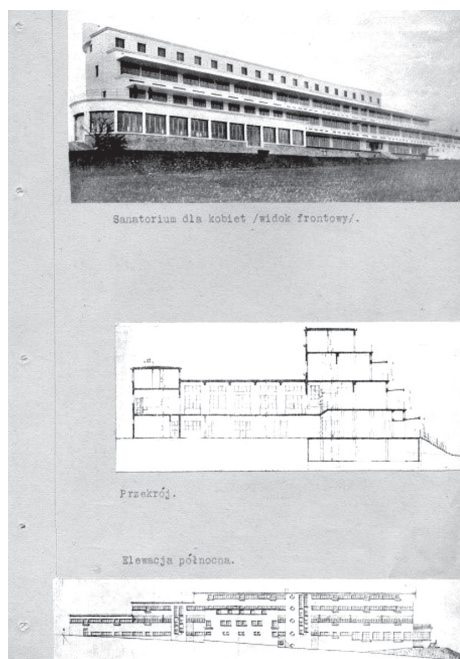 Sanatorium dla kobiet /widok frontowy/.
Przekrój.
Elewacja północna.